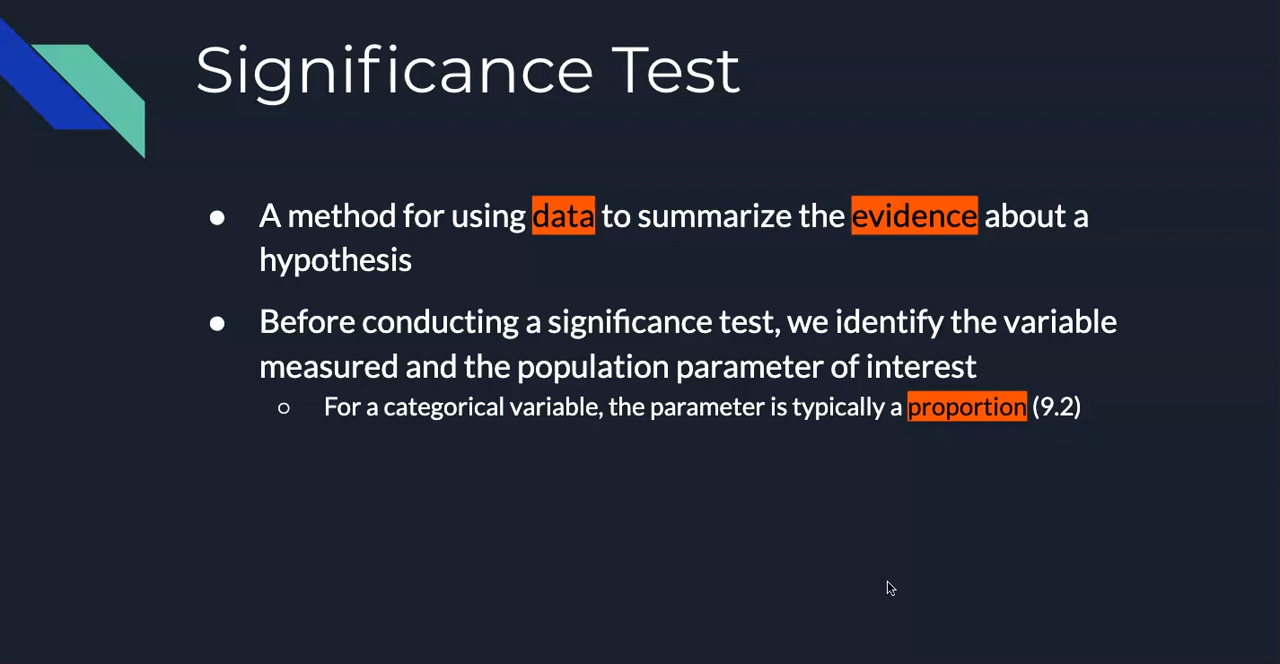 Significance Test
● A method for using data to summarize the evidence about a
hypothesis
● Before conducting a significance test, we identify the variable
measured and the population parameter of interest
○ For a categorical variable, the parameter is typically a proportion (9.2)